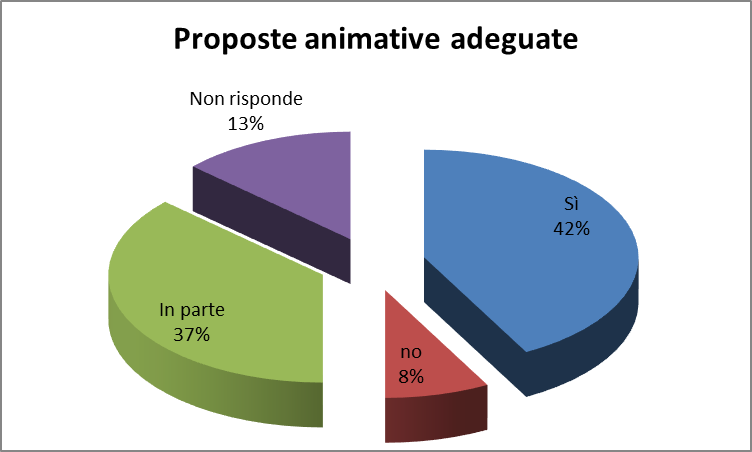 Proposte animative adeguate
Non risponde
13%
Sì
42%
In parte
37%
no
8%